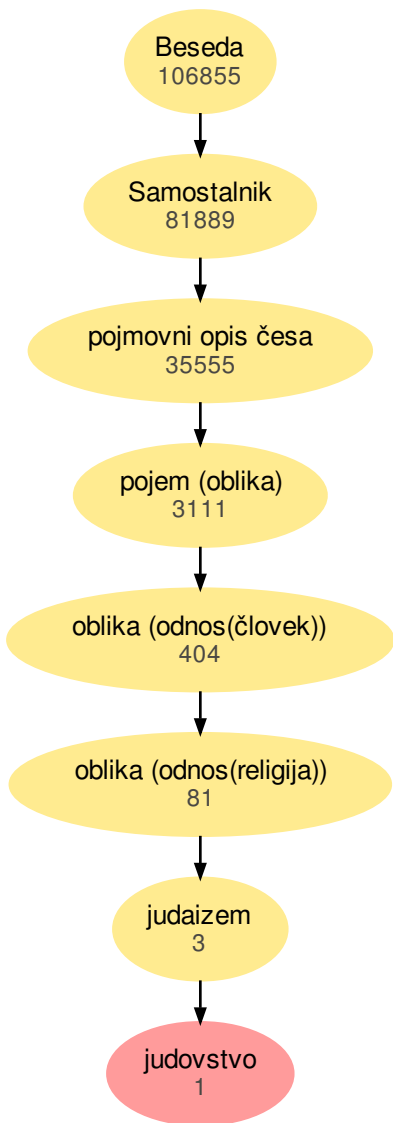 Beseda
106855
Samostalnik
81889
pojmovni opis česa
35555
pojem (oblika)
3111
oblika (odnos(človek))
404
oblika (odnos(religija))
81
judaizem
3
judovstvo
1